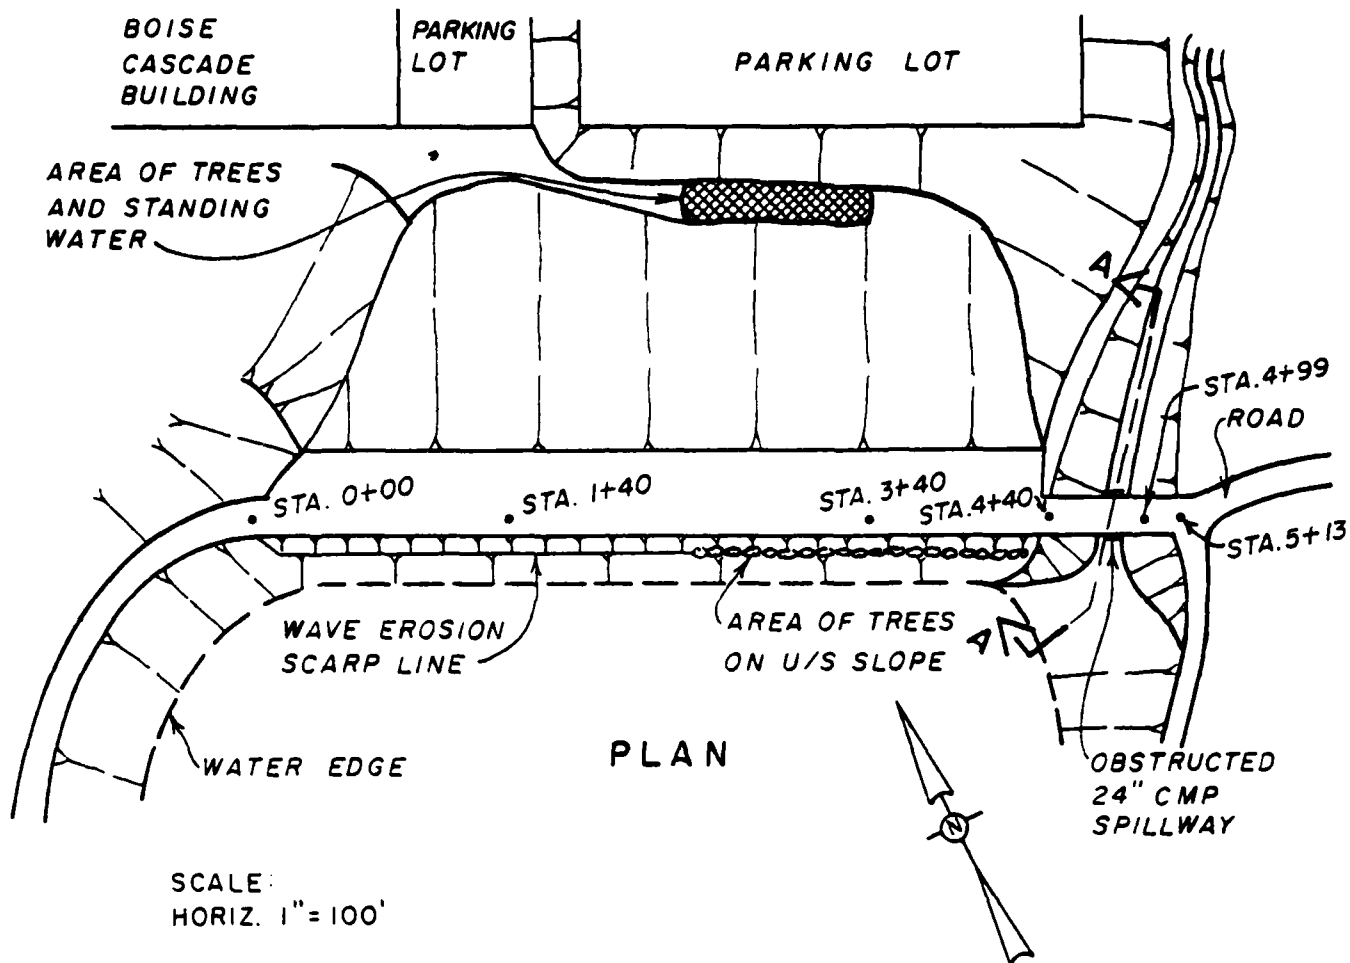 BOISE
CASCADE
BUILDING
PARKING
LOT
PARKING LOT
AREA OF TREES
AND STANDING
WATER
A
STA. 4+99
ROAD
STA. 0+00
STA. 1+40
STA. 3+40
STA. 4+40
STA. 5+13
WAVE EROSION
SCARP LINE
AREA OF TREES
ON U/S SLOPE
A
WATER EDGE
PLAN
OBSTRUCTED
24" CMP
SPILLWAY
N
SCALE:
HORIZ. 1" = 100'